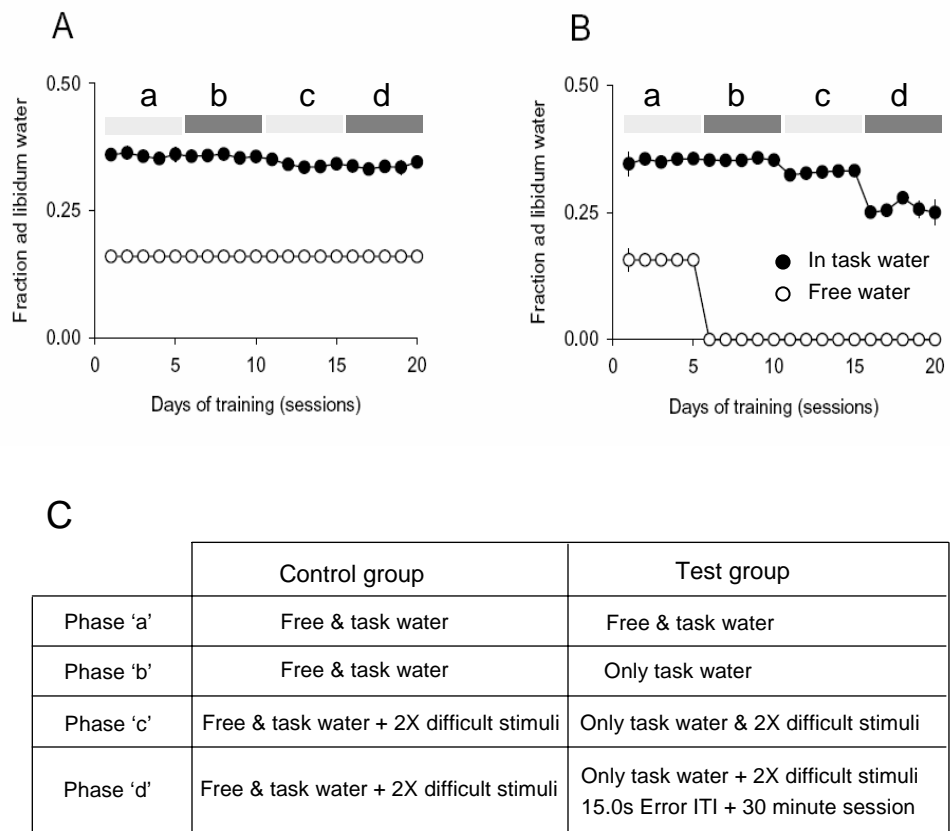 A
B
0.50
0.25
0.00
Fraction ad libidum water
a b c d
0 5 10 15 20
Days of training (sessions)
0.50
0.25
0.00
Fraction ad libidum water
a b c d
In task water
Free water
0 5 10 15 20
Days of training (sessions)
C
Control group Test group
Phase ‘a’ Free & task water Free & task water
Phase ‘b’ Free & task water Only task water
Phase ‘c’ Free & task water + 2X difficult stimuli Only task water & 2X difficult stimuli
Phase ‘d’ Free & task water + 2X difficult stimuli Only task water + 2X difficult stimuli
15.0s Error ITI + 30 minute session